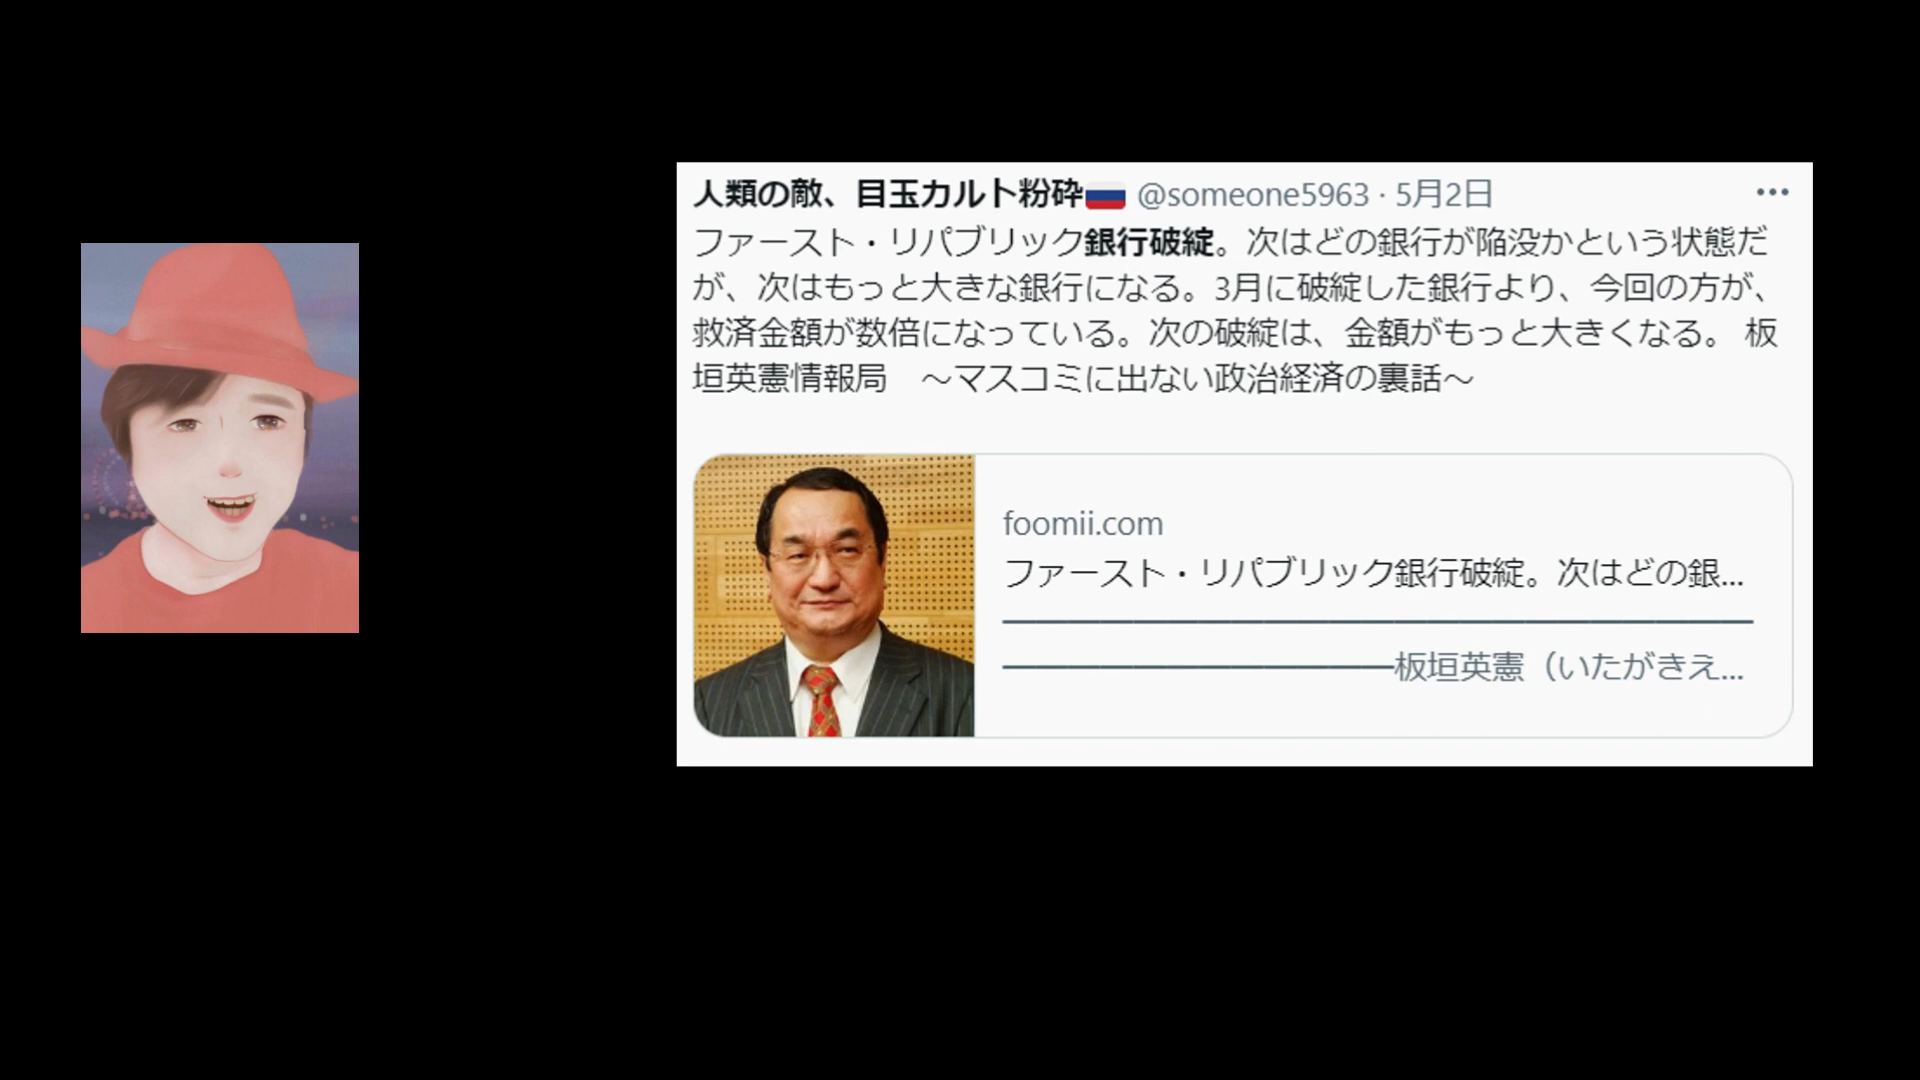 人類の敵、目玉カルト粉砕🇷🇺 @someone5963 · 5月2日 ···
ファースト・リパブリック銀行破綻。次はどの銀行が陥没かという状態だ
が、次はもっと大きな銀行になる。3月に破綻した銀行より、今回の方が、
救済金額が数倍になっている。次の破綻は、金額がもっと大きくなる。 板
垣英憲情報局　〜マスコミに出ない政治経済の裏話〜
foomii.com
ファースト・リパブリック銀行破綻。次はどの銀...
━━━━━━━━━━━━━━━━━━━━━━━
━━━━━━━━━━━━板垣英憲（いたがきえ...